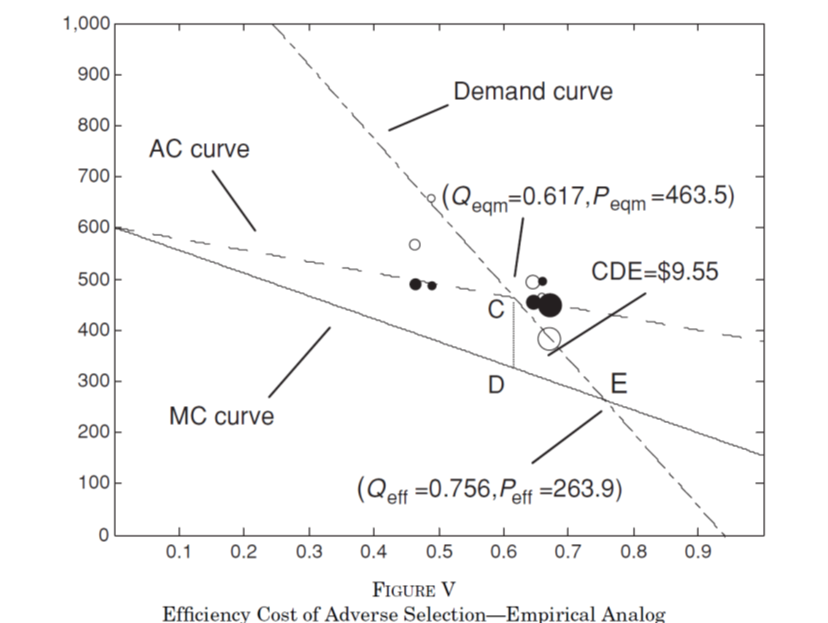 1,000
900
Demand curve
800
AC curve
700
(Qeqm=0.617,Peqm =463.5)
600
CDE=$9.55
500
C
400
D
E
300
MC curve
200
(Qeff =0.756,Peff =263.9)
100
0
0.1 0.2 0.3 0.4 0.5 0.6 0.7 0.8 0.9
FIGURE V
Efficiency Cost of Adverse Selection—Empirical Analog